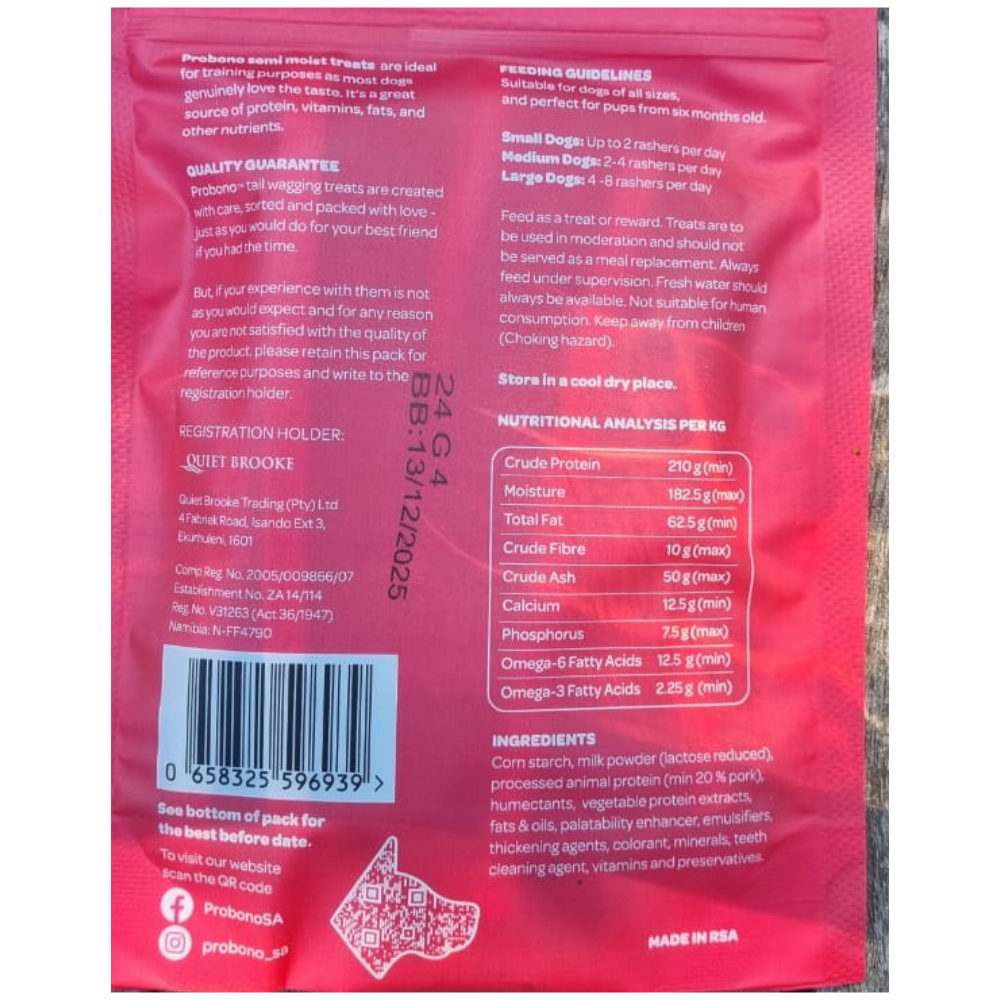 Probono semi moist treats are ideal
for training purposes as most dogs
genuinely love the taste. It's a great
source of protein, vitamins, fats, and
other nutrients.
QUALITY GUARANTEE
Probono™ tail wagging treats are created
with care, sorted and packed with love -
just as you would do for your best friend
if you had the time.
But, if your experience with them is not
as you would expect and for any reason
you are not satisfied with the quality of
the product, please retain this pack for
reference purposes and write to the
registration holder.
REGISTRATION HOLDER:
QUIET BROOKE
Quiet Brooke Trading (Pty) Ltd
4 Fabriek Road, Isando Ext 3,
Ekurhuleni, 1601
Comp Reg. No. 2005/009866/07
Establishment No. ZA 14/114
Reg. No. V31263 (Act 36/1947)
Namibia: N-FF4790
0 658325 596939 >
See bottom of pack for
the best before date.
To visit our website
scan the QR code
ProbonoSA
probono_sa
24 G 4
BB:13/12/2025
FEEDING GUIDELINES
Suitable for dogs of all sizes,
and perfect for pups from six months old.
Small Dogs: Up to 2 rashers per day
Medium Dogs: 2-4 rashers per day
Large Dogs: 4 -8 rashers per day
Feed as a treat or reward. Treats are to
be used in moderation and should not
be served as a meal replacement. Always
feed under supervision. Fresh water should
always be available. Not suitable for human
consumption. Keep away from children
(Choking hazard).
Store in a cool dry place.
NUTRITIONAL ANALYSIS PER KG
Crude Protein 210 g (min)
Moisture 182.5 g (max)
Total Fat 62.5 g (min)
Crude Fibre 10 g (max)
Crude Ash 50 g (max)
Calcium 12.5 g (min)
Phosphorus 7.5 g (max)
Omega-6 Fatty Acids 12.5 g (min)
Omega-3 Fatty Acids 2.25 g (min)
INGREDIENTS
Corn starch, milk powder (lactose reduced),
processed animal protein (min 20 % pork),
humectants, vegetable protein extracts,
fats & oils, palatability enhancer, emulsifiers,
thickening agents, colorant, minerals, teeth
cleaning agent, vitamins and preservatives.
MADE IN RSA